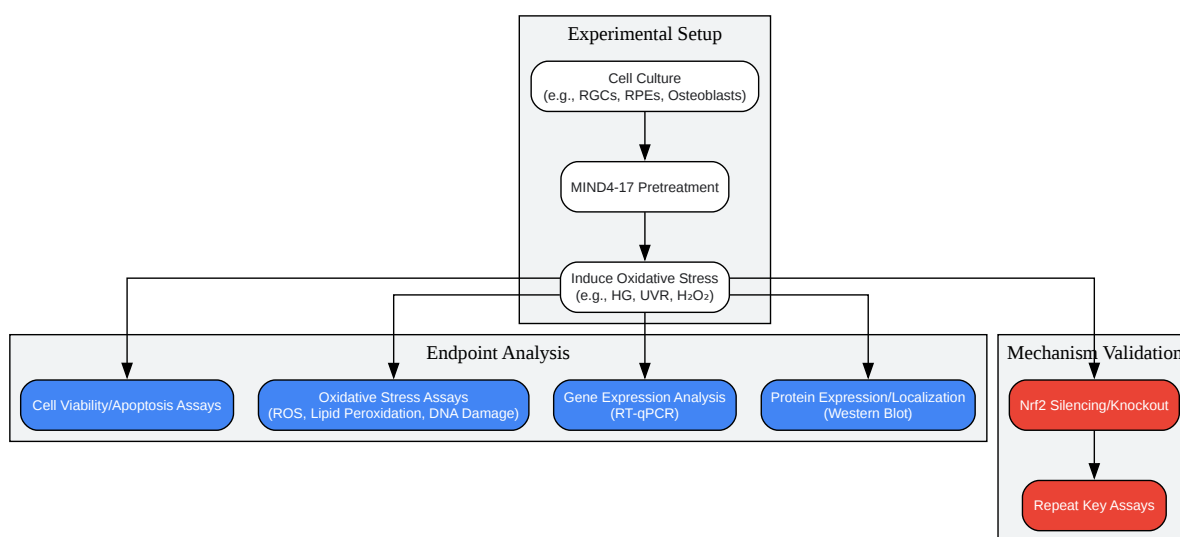 Experimental Setup
Cell Culture
(e.g., RGCs, RPEs, Osteoblasts)
MIND4-17 Pretreatment
Induce Oxidative Stress
(e.g., HG, UVR, H₂O₂)
Endpoint Analysis
Cell Viability/Apoptosis Assays
Oxidative Stress Assays
(ROS, Lipid Peroxidation, DNA Damage)
Gene Expression Analysis
(RT-qPCR)
Protein Expression/Localization
(Western Blot)
Mechanism Validation
Nrf2 Silencing/Knockout
Repeat Key Assays